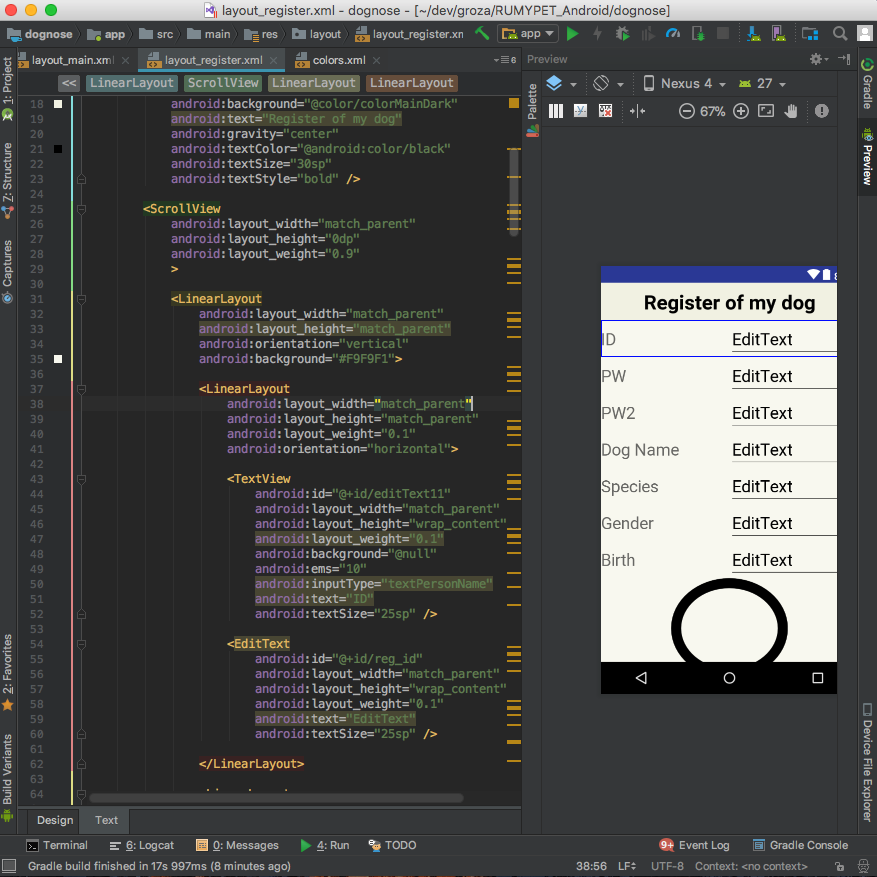 layout_register.xml - dognose - [~/dev/groza/RUMYPET_Android/dognose]
dognose app src main res layout layout_register.xn app
layout_main.xml layout_register.xml colors.xml 6 Preview
<< LinearLayout ScrollView LinearLayout LinearLayout
Nexus 4 27
67%
1: Project
Z: Structure
Captures
2: Favorites
Build Variants
18 android:background="@color/colorMainDark"
19 android:text="Register of my dog"
20 android:gravity="center"
21 android:textColor="@android:color/black"
22 android:textSize="30sp"
23 android:textStyle="bold" />
24
25 <ScrollView
26 android:layout_width="match_parent"
27 android:layout_height="0dp"
28 android:layout_weight="0.9"
29 >
30
31 <LinearLayout
32 android:layout_width="match_parent"
33 android:layout_height="match_parent"
34 android:orientation="vertical"
35 android:background="#F9F9F1">
36
37 <LinearLayout
38 android:layout_width="match_parent"
39 android:layout_height="match_parent"
40 android:layout_weight="0.1"
41 android:orientation="horizontal">
42
43 <TextView
44 android:id="@+id/editText11"
45 android:layout_width="match_parent"
46 android:layout_height="wrap_content"
47 android:layout_weight="0.1"
48 android:background="@null"
49 android:ems="10"
50 android:inputType="textPersonName"
51 android:text="ID"
52 android:textSize="25sp" />
53
54 <EditText
55 android:id="@+id/reg_id"
56 android:layout_width="match_parent"
57 android:layout_height="wrap_content"
58 android:layout_weight="0.1"
59 android:text="EditText"
60 android:textSize="25sp" />
61
62 </LinearLayout>
63
64
Palette
Register of my dog
ID EditText
PW EditText
PW2 EditText
Dog Name EditText
Species EditText
Gender EditText
Birth EditText
Gradle
Preview
Device File Explorer
Design Text
Terminal 6: Logcat 0: Messages 4: Run TODO 9+ Event Log Gradle Console
Gradle build finished in 17s 997ms (8 minutes ago) 38:56 LF÷ UTF-8 Context: <no context>